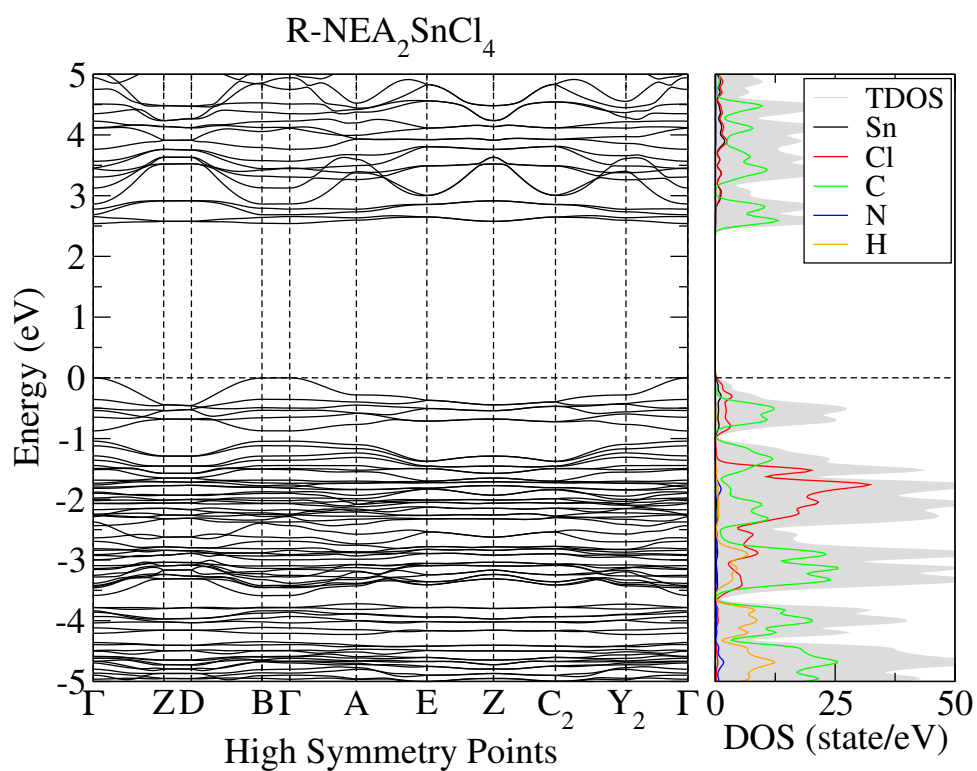 R-NEA₂SnCl₄
Energy (eV)
5
4
3
2
1
0
-1
-2
-3
-4
-5
Γ Z D B Γ A E Z C₂ Y₂ Γ
High Symmetry Points
TDOS
Sn
Cl
C
N
H
0 25 50
DOS (state/eV)